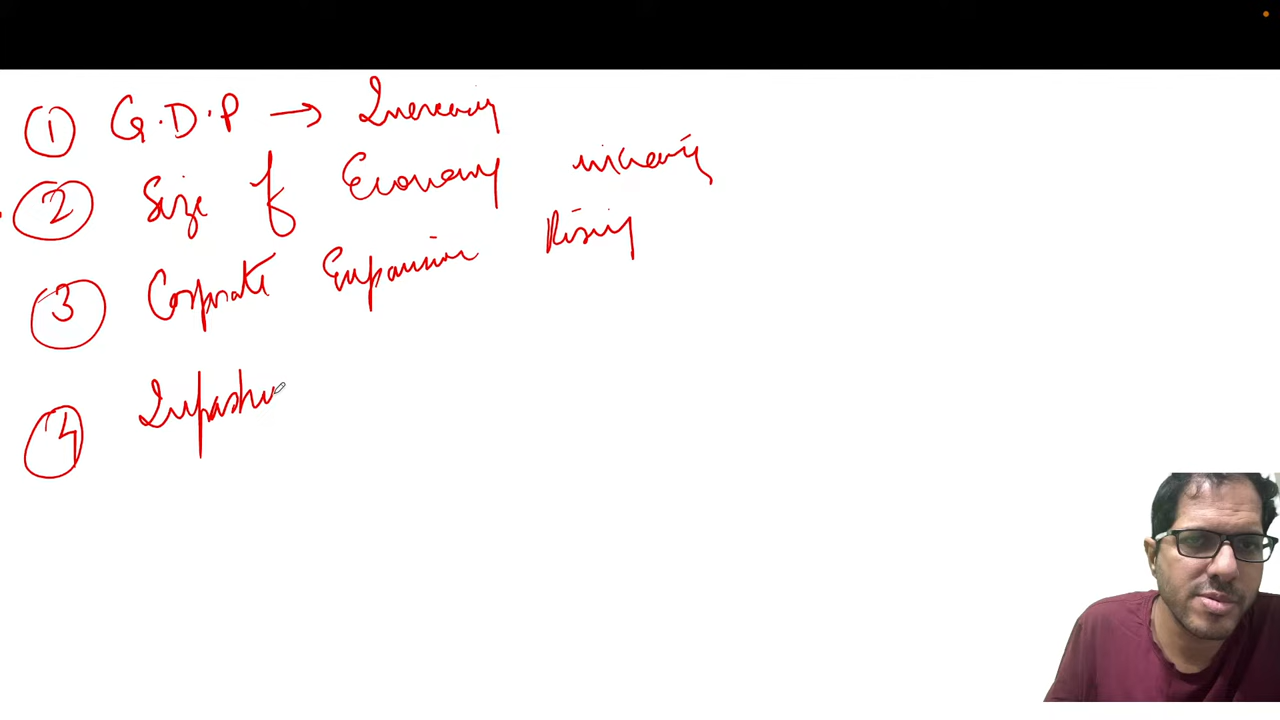 ① G.D.P → Increasing
② Size of Economy increasing
③ Corporate Expansion Rising
④ Infrastru